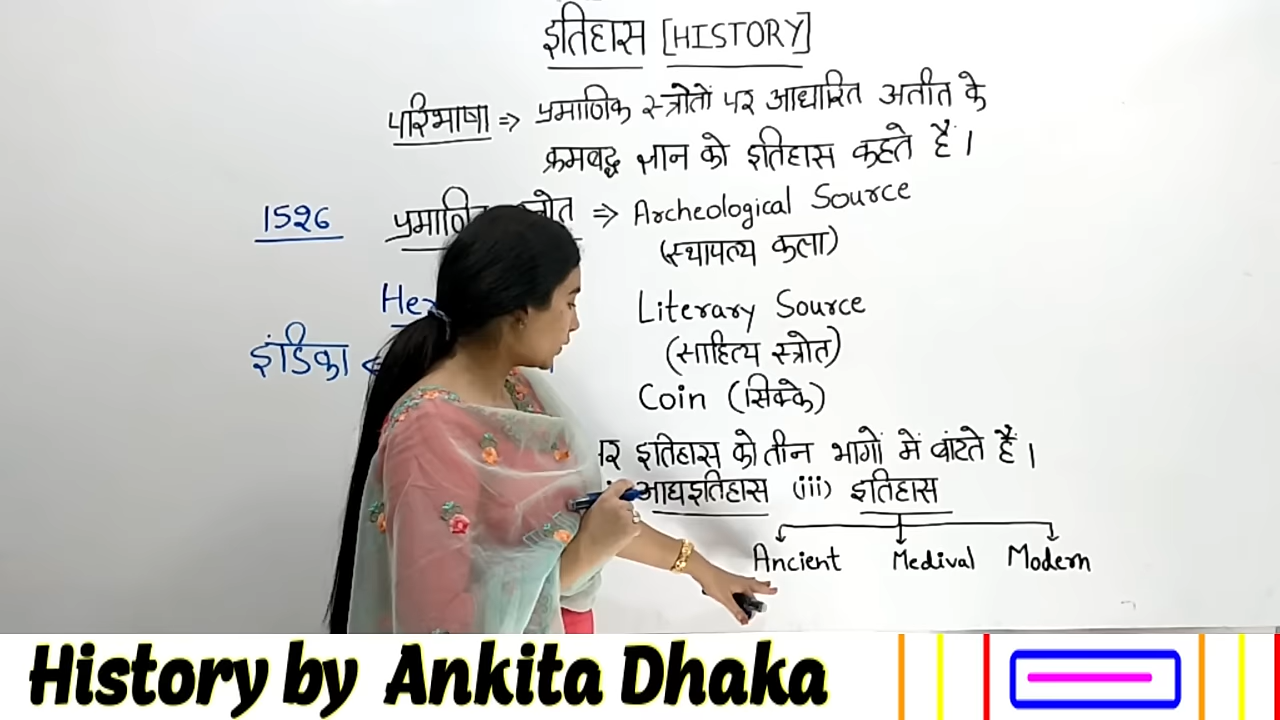 इतिहास [HISTORY]
परिभाषा ⇒ प्रमाणिक स्त्रोतों पर आधारित अतीत के
क्रमबद्ध ज्ञान को इतिहास कहते हैं।
1526
⇒ Archeological Source
(स्थापत्य कला)
Literary Source
(साहित्य स्त्रोत)
इंडिका
Coin (सिक्के)
इतिहास को तीन भागों में बांटते हैं।
आद्यइतिहास (iii) इतिहास
Ancient Medival Modern
History by Ankita Dhaka